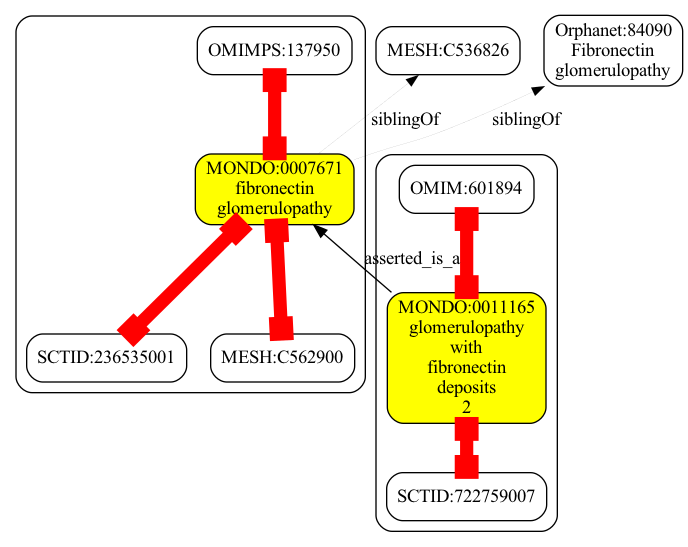 OMIMPS:137950
MESH:C536826
Orphanet:84090
Fibronectin
glomerulopathy
siblingOf
siblingOf
MONDO:0007671
fibronectin
glomerulopathy
OMIM:601894
asserted_is_a
MONDO:0011165
glomerulopathy
with
fibronectin
deposits
2
SCTID:236535001
MESH:C562900
SCTID:722759007